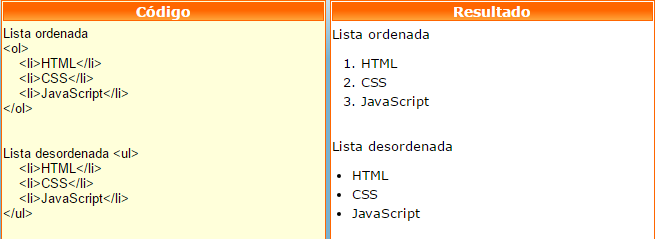 Código
Lista ordenada
<ol>
<li>HTML</li>
<li>CSS</li>
<li>JavaScript</li>
</ol>
Lista desordenada <ul>
<li>HTML</li>
<li>CSS</li>
<li>JavaScript</li>
</ul>
Resultado
Lista ordenada
1. HTML
2. CSS
3. JavaScript
Lista desordenada
• HTML
• CSS
• JavaScript